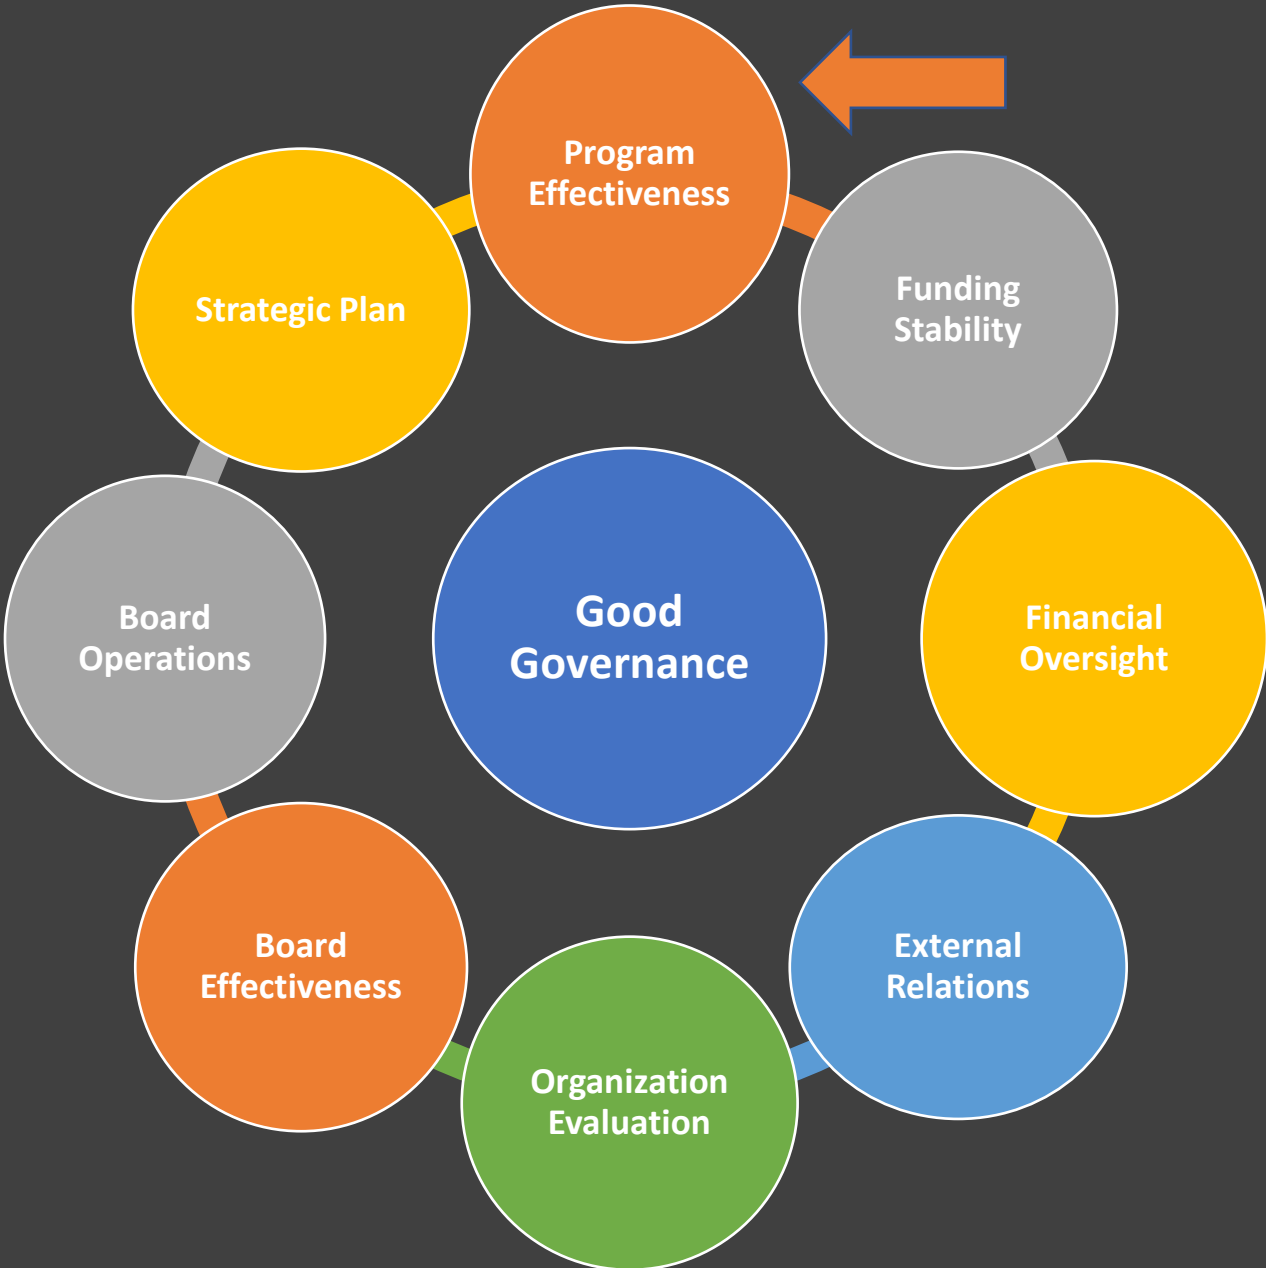 Program
Effectiveness
Funding
Stability
Financial
Oversight
External
Relations
Organization
Evaluation
Board
Effectiveness
Board
Operations
Strategic Plan
Good
Governance